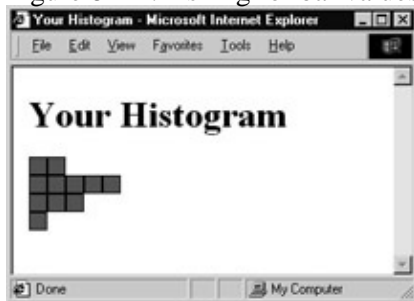 Your Histogram - Microsoft Internet Explorer
File Edit View Favorites Tools Help
Your Histogram
Done
My Computer